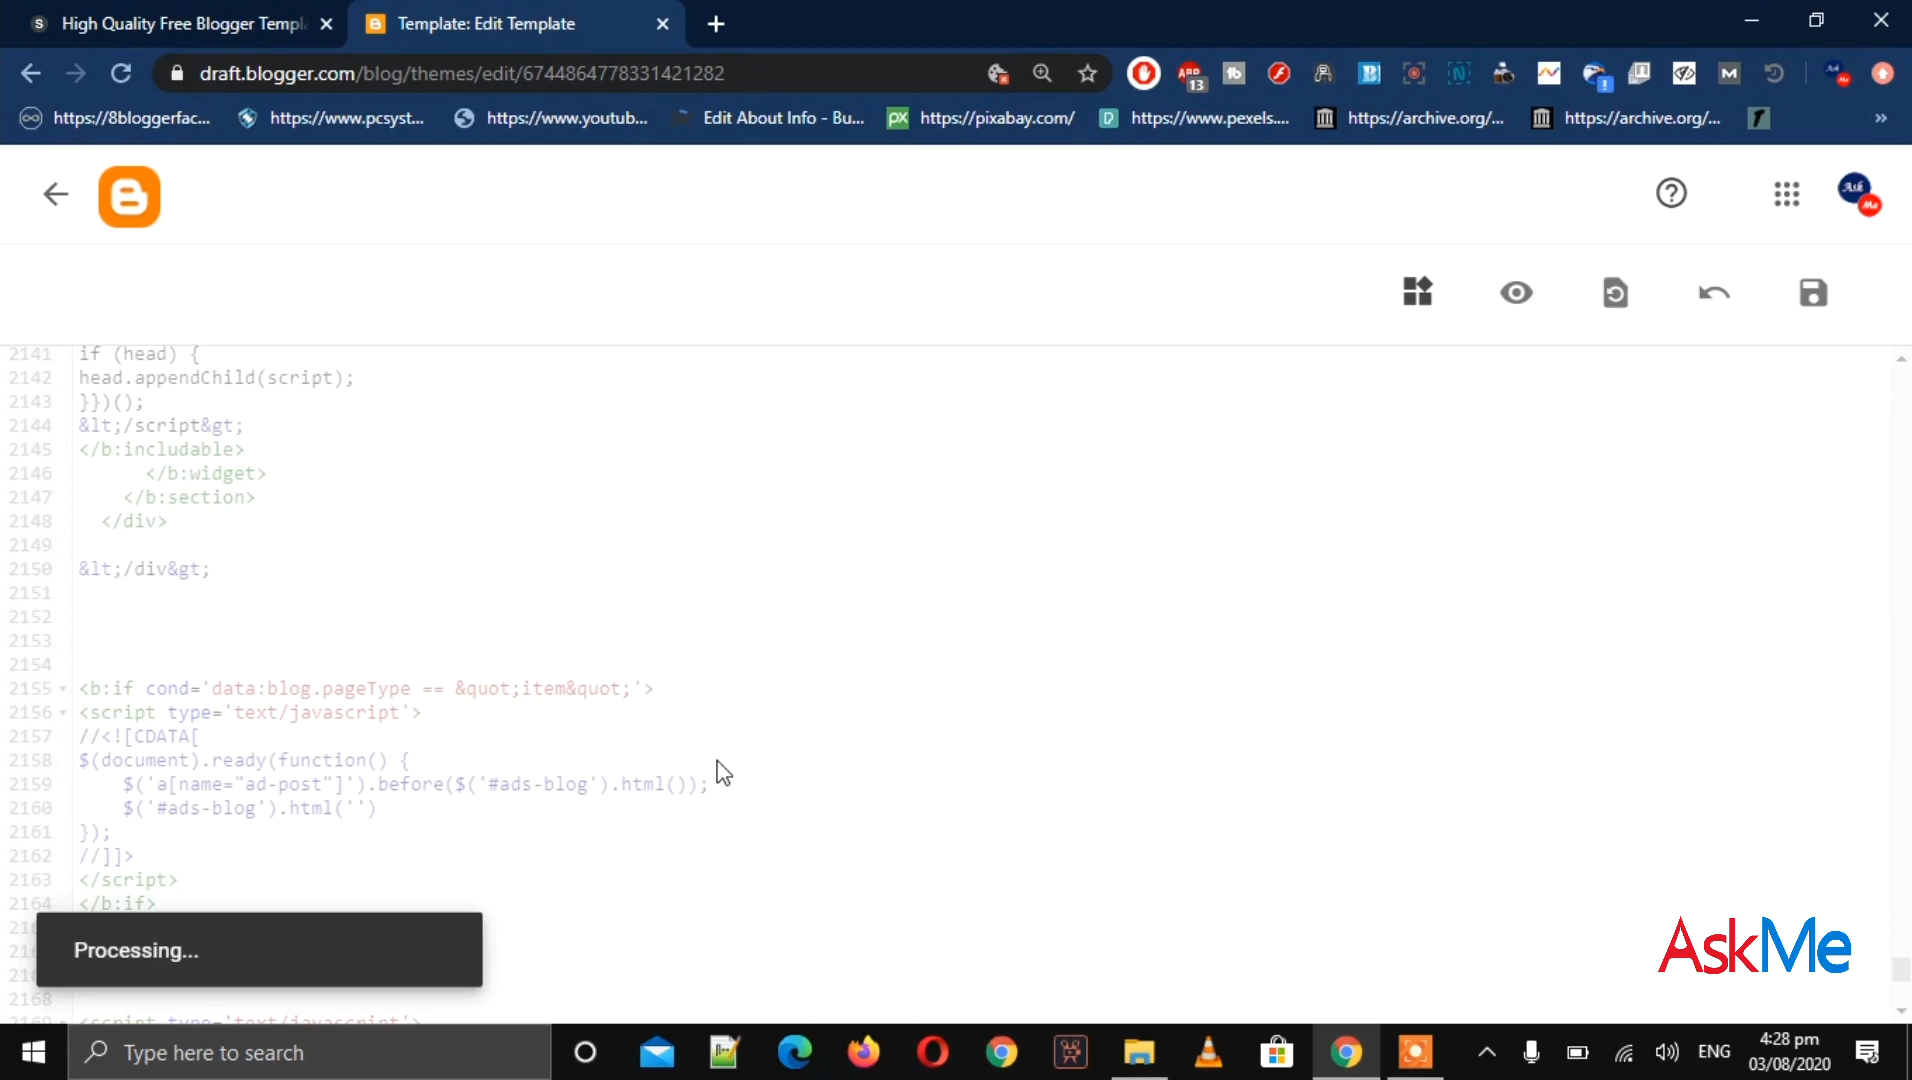 High Quality Free Blogger Templ
Template: Edit Template
draft.blogger.com/blog/themes/edit/6744864778331421282
https://8bloggerfac...
https://www.pcsyst...
https://www.youtub...
Edit About Info - Bu...
https://pixabay.com/
https://www.pexels....
https://archive.org/...
https://archive.org/...
2141 if (head) {
2142 head.appendChild(script);
2143 }})();
2144 &lt;/script&gt;
2145 </b:includable>
2146 </b:widget>
2147 </b:section>
2148 </div>
2149
2150 &lt;/div&gt;
2151
2152
2153
2154
2155 <b:if cond='data:blog.pageType == &quot;item&quot;'>
2156 <script type='text/javascript'>
2157 //<![CDATA[
2158 $(document).ready(function() {
2159 $('a[name="ad-post"]').before($('#ads-blog').html());
2160 $('#ads-blog').html('')
2161 });
2162 //]]>
2163 </script>
2164 </b:if>
Processing...
2168
2169 <script type='text/javascript'>
AskMe
Type here to search
ENG
4:28 pm
03/08/2020